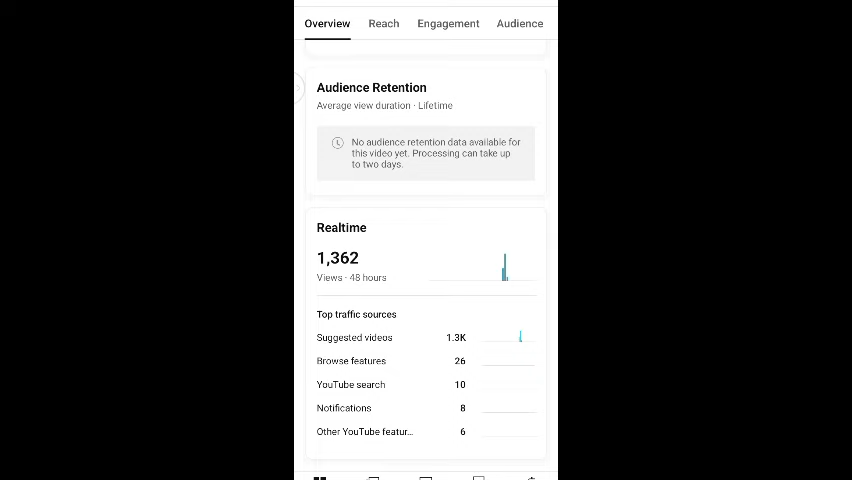 Overview Reach Engagement Audience
Audience Retention
Average view duration · Lifetime
No audience retention data available for
this video yet. Processing can take up
to two days.
Realtime
1,362
Views · 48 hours
Top traffic sources
Suggested videos 1.3K
Browse features 26
YouTube search 10
Notifications 8
Other YouTube featur... 6